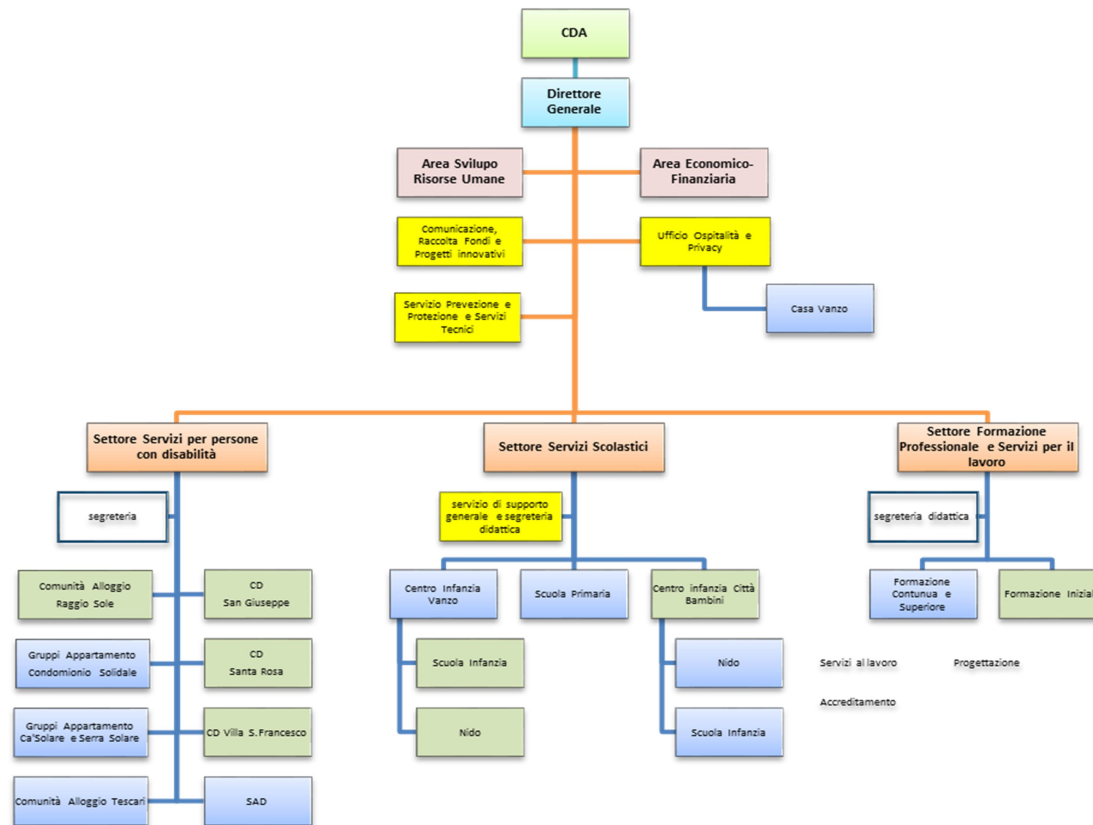 CDA
Direttore
Generale
Area Svilupo
Risorse Umane
Area Economico-
Finanziaria
Comunicazione,
Raccolta Fondi e
Progetti innovativi
Ufficio Ospitalità e
Privacy
Servizio Prevezione e
Protezione e Servizi
Tecnici
Casa Vanzo
Settore Servizi per persone
con disabilità
Settore Servizi Scolastici
Settore Formazione
Professionale e Servizi per il
lavoro
segreteria
servizio di supporto
generale e segreteria
didattica
segreteria didattica
Comunità Alloggio
Raggio Sole
CD
San Giuseppe
Gruppi Appartamento
Condomionio Solidale
CD
Santa Rosa
Gruppi Appartamento
Ca'Solare e Serra Solare
CD Villa S. Francesco
Comunità Alloggio Tescari
SAD
Centro Infanzia
Vanzo
Scuola Primaria
Centro infanzia Città
Bambini
Scuola Infanzia
Nido
Nido
Scuola Infanzia
Formazione
Contunua e
Superiore
Formazione Inizial
Servizi al lavoro
Progettazione
Accreditamento